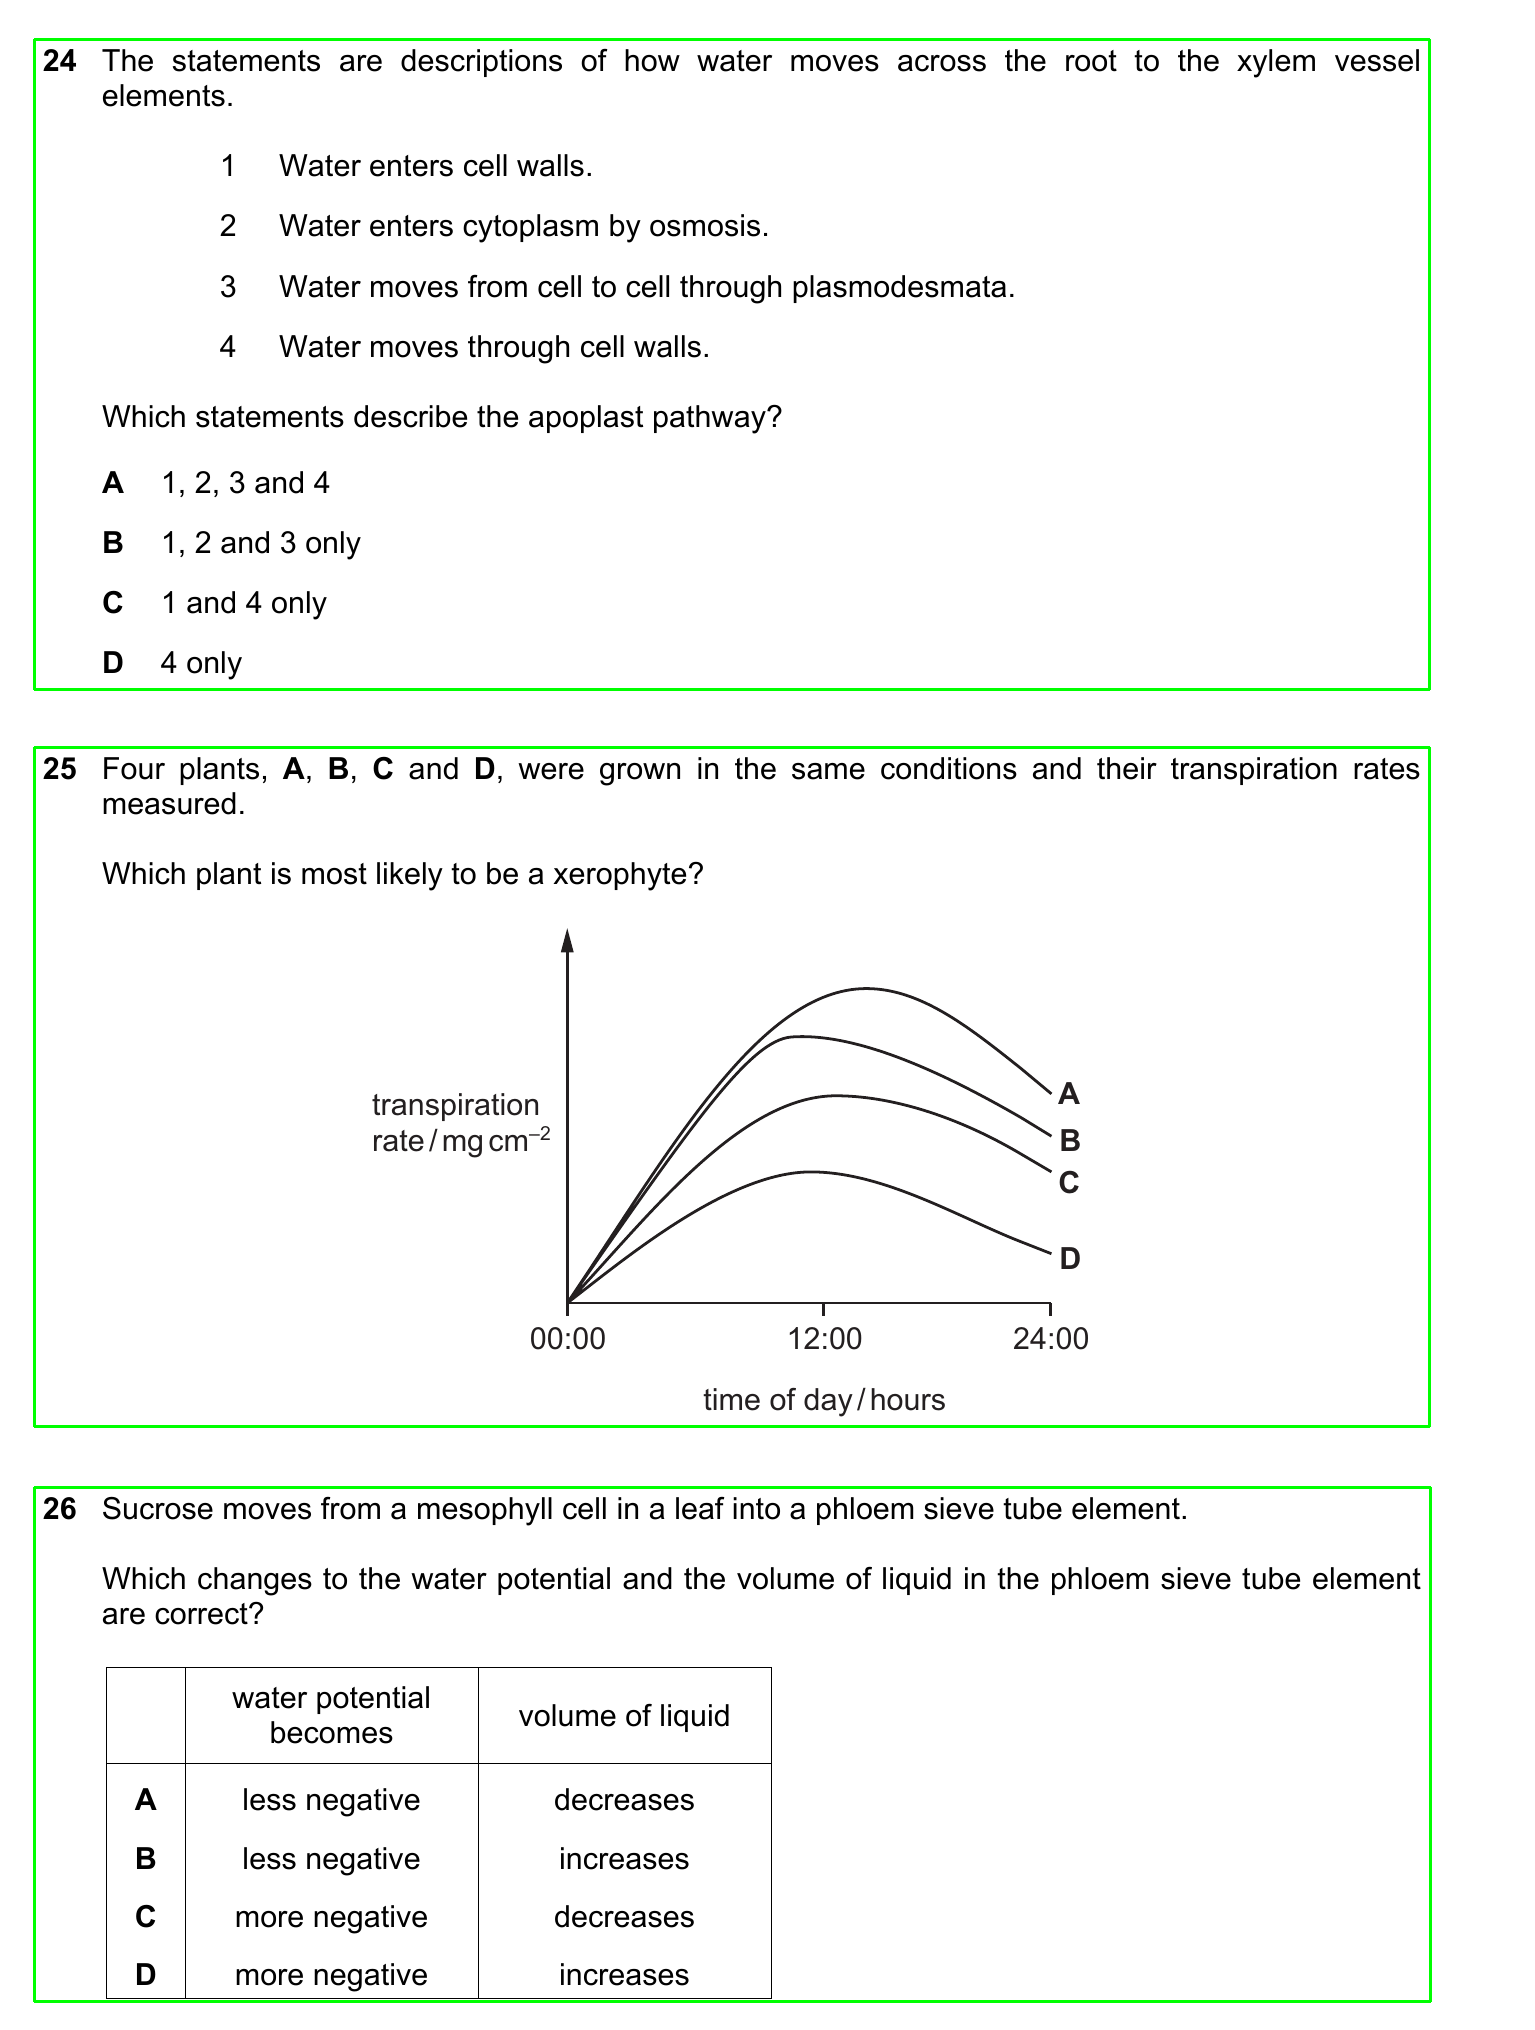 24 The statements are descriptions of how water moves across the root to the xylem vessel
elements.
1 Water enters cell walls.
2 Water enters cytoplasm by osmosis.
3 Water moves from cell to cell through plasmodesmata.
4 Water moves through cell walls.
Which statements describe the apoplast pathway?
A 1, 2, 3 and 4
B 1, 2 and 3 only
C 1 and 4 only
D 4 only
25 Four plants, A, B, C and D, were grown in the same conditions and their transpiration rates
measured.
Which plant is most likely to be a xerophyte?
transpiration
rate / mg cm⁻²
A
B
C
D
00:00 12:00 24:00
time of day / hours
26 Sucrose moves from a mesophyll cell in a leaf into a phloem sieve tube element.
Which changes to the water potential and the volume of liquid in the phloem sieve tube element
are correct?
water potential
becomes
volume of liquid
A less negative decreases
B less negative increases
C more negative decreases
D more negative increases